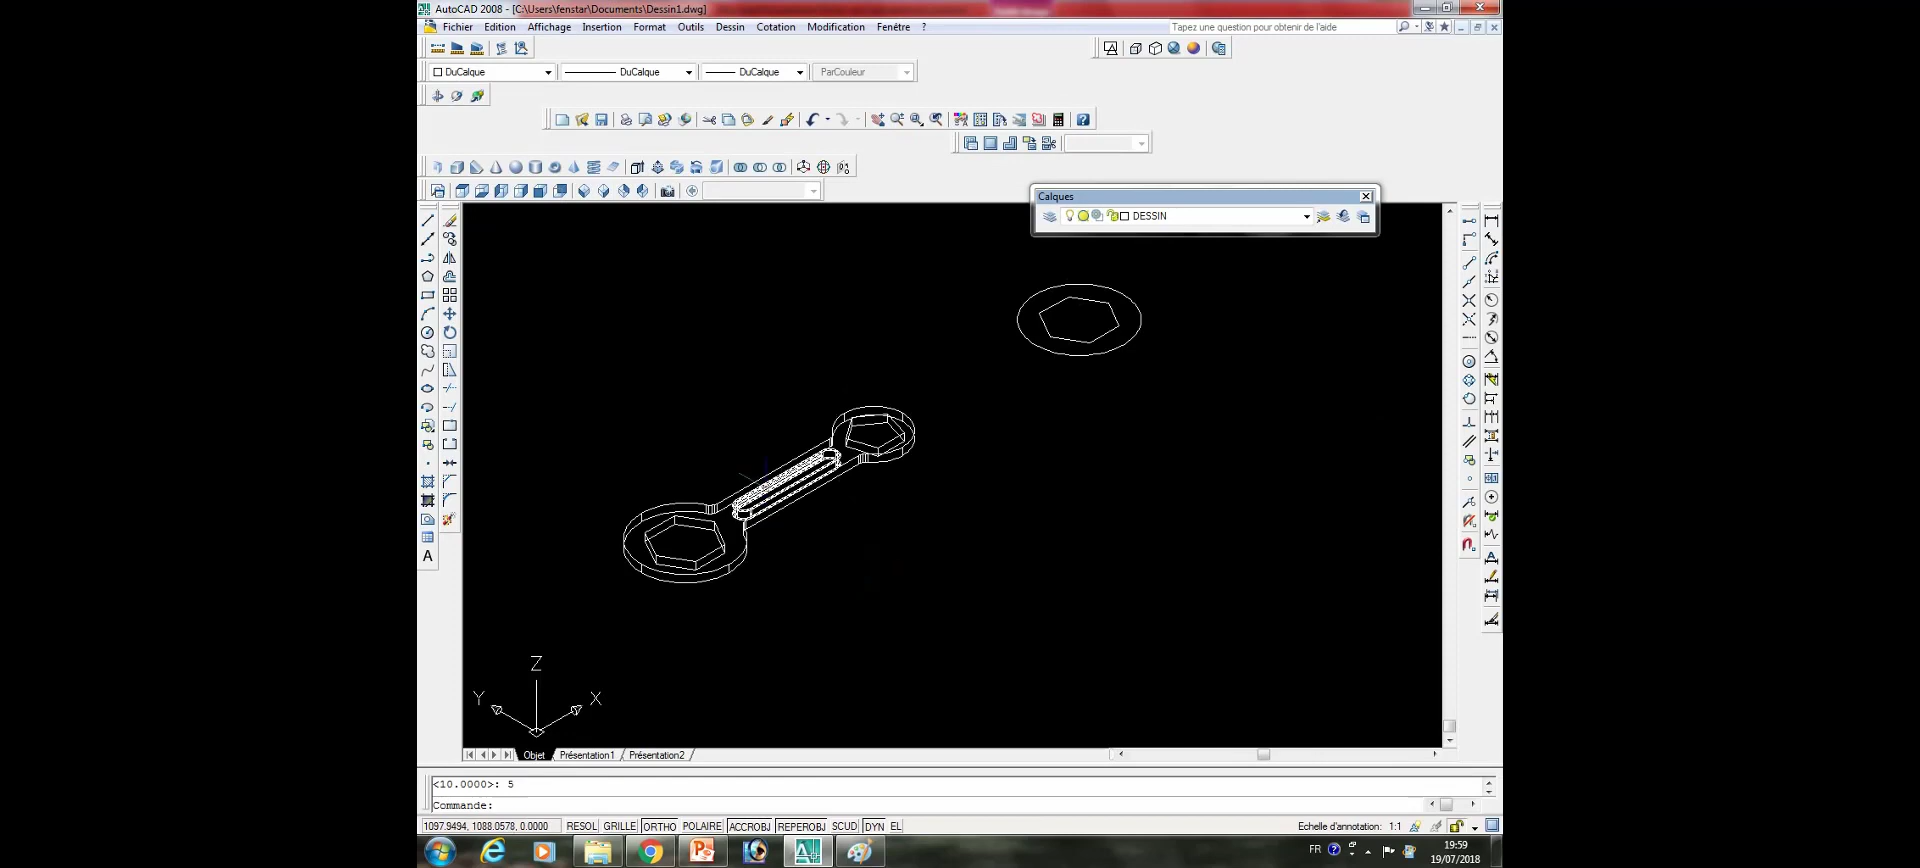 AutoCAD 2008 - [C:\Users\fenstar\Documents\Dessin1.dwg]
Fichier Edition Affichage Insertion Format Outils Dessin Cotation Modification Fenêtre ?
Tapez une question pour obtenir de l'aide
DuCalque DuCalque DuCalque ParCouleur
Calques
DESSIN
Z
Y X
Objet Présentation1 Présentation2
<10.0000>: 5
Commande:
1097.9494, 1088.0578, 0.0000 RESOL GRILLE ORTHO POLAIRE ACCROBJ REPEROBJ SCUD DYN EL
Echelle d'annotation: 1:1
FR
19:59
19/07/2018
A